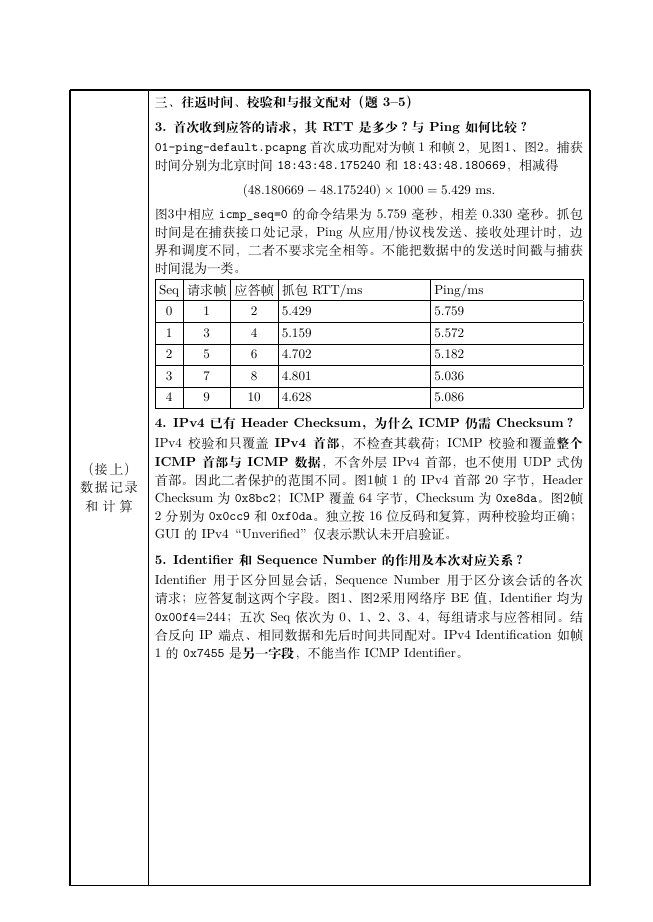 三、往返时间、校验和与报文配对（题 3–5）
3. 首次收到应答的请求，其 RTT 是多少？与 Ping 如何比较？
01-ping-default.pcapng 首次成功配对为帧 1 和帧 2，见图1、图2。捕获
时间分别为北京时间 18:43:48.175240 和 18:43:48.180669，相减得
(48.180669 − 48.175240) × 1000 = 5.429 ms.
图3中相应 icmp_seq=0 的命令结果为 5.759 毫秒，相差 0.330 毫秒。抓包
时间是在捕获接口处记录，Ping 从应用/协议栈发送、接收处理计时，边
界和调度不同，二者不要求完全相等。不能把数据中的发送时间戳与捕获
时间混为一类。
Seq 请求帧 应答帧 抓包 RTT/ms Ping/ms
0 1 2 5.429 5.759
1 3 4 5.159 5.572
2 5 6 4.702 5.182
3 7 8 4.801 5.036
4 9 10 4.628 5.086
4. IPv4 已有 Header Checksum，为什么 ICMP 仍需 Checksum？
IPv4 校验和只覆盖 IPv4 首部，不检查其载荷；ICMP 校验和覆盖整个
ICMP 首部与 ICMP 数据，不含外层 IPv4 首部，也不使用 UDP 式伪
首部。因此二者保护的范围不同。图1帧 1 的 IPv4 首部 20 字节，Header
Checksum 为 0x8bc2；ICMP 覆盖 64 字节，Checksum 为 0xe8da。图2帧
2 分别为 0x0cc9 和 0xf0da。独立按 16 位反码和复算，两种校验均正确；
GUI 的 IPv4 “Unverified” 仅表示默认未开启验证。
5. Identifier 和 Sequence Number 的作用及本次对应关系？
Identifier 用于区分回显会话，Sequence Number 用于区分该会话的各次
请求；应答复制这两个字段。图1、图2采用网络序 BE 值，Identifier 均为
0x00f4=244；五次 Seq 依次为 0、1、2、3、4，每组请求与应答相同。结
合反向 IP 端点、相同数据和先后时间共同配对。IPv4 Identification 如帧
1 的 0x7455 是另一字段，不能当作 ICMP Identifier。
（接上）
数据记录
和计算